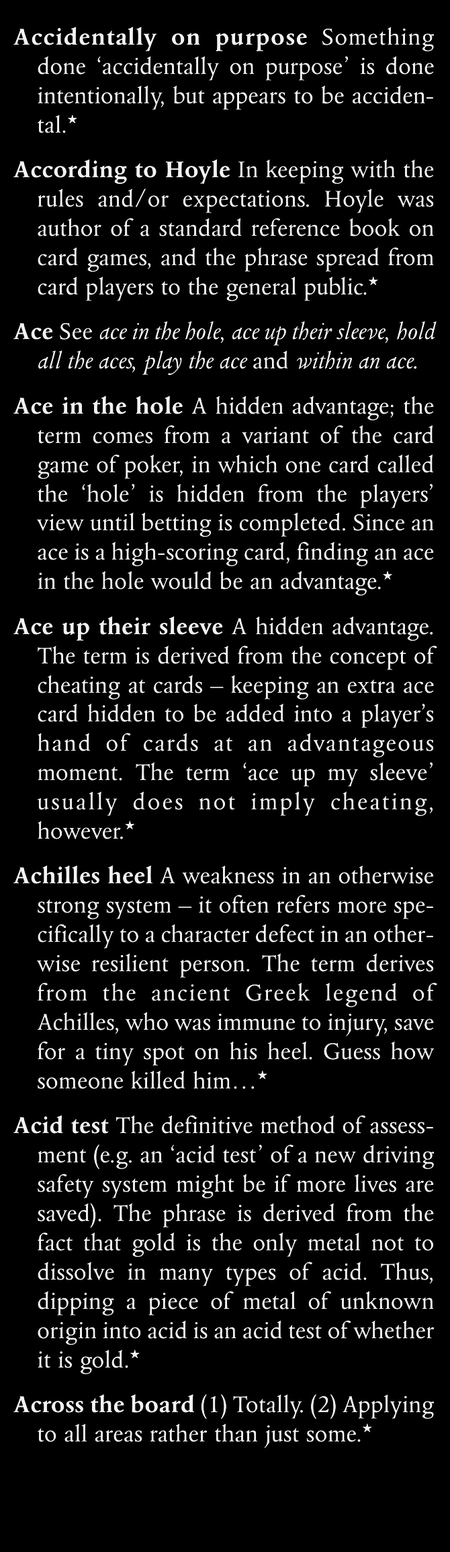 Accidentally on purpose Something
done ‘accidentally on purpose’ is done
intentionally, but appears to be acciden-
tal.★
According to Hoyle In keeping with the
rules and/or expectations. Hoyle was
author of a standard reference book on
card games, and the phrase spread from
card players to the general public.★
Ace See ace in the hole, ace up their sleeve, hold
all the aces, play the ace and within an ace.
Ace in the hole A hidden advantage; the
term comes from a variant of the card
game of poker, in which one card called
the ‘hole’ is hidden from the players’
view until betting is completed. Since an
ace is a high-scoring card, finding an ace
in the hole would be an advantage.★
Ace up their sleeve A hidden advantage.
The term is derived from the concept of
cheating at cards – keeping an extra ace
card hidden to be added into a player’s
hand of cards at an advantageous
moment. The term ‘ace up my sleeve’
usually does not imply cheating,
however.★
Achilles heel A weakness in an otherwise
strong system – it often refers more spe-
cifically to a character defect in an other-
wise resilient person. The term derives
from the ancient Greek legend of
Achilles, who was immune to injury, save
for a tiny spot on his heel. Guess how
someone killed him…★
Acid test The definitive method of assess-
ment (e.g. an ‘acid test’ of a new driving
safety system might be if more lives are
saved). The phrase is derived from the
fact that gold is the only metal not to
dissolve in many types of acid. Thus,
dipping a piece of metal of unknown
origin into acid is an acid test of whether
it is gold.★
Across the board (1) Totally. (2) Applying
to all areas rather than just some.★